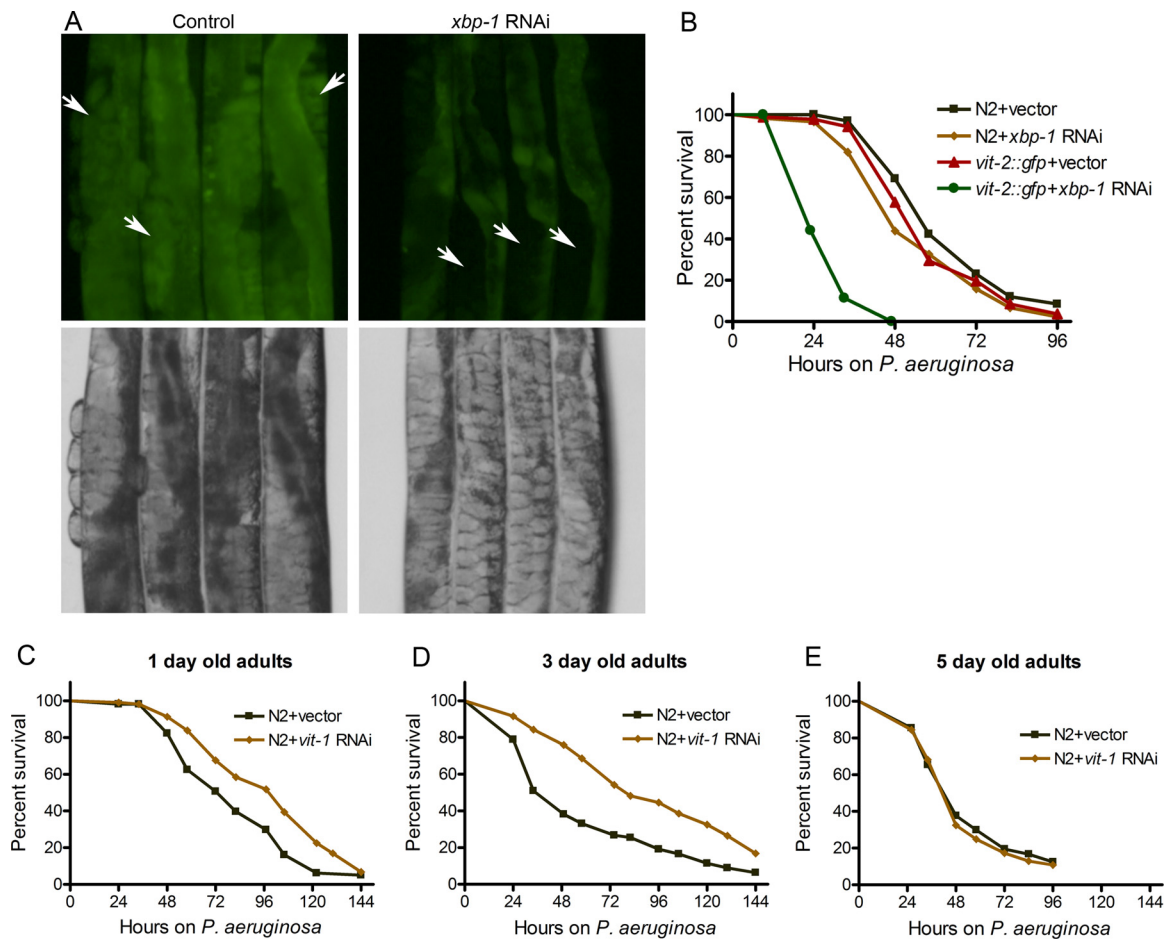 A
Control
xbp-1 RNAi
B
Percent survival
100
80
60
40
20
0
0 24 48 72 96
Hours on P. aeruginosa
N2+vector
N2+xbp-1 RNAi
vit-2::gfp+vector
vit-2::gfp+xbp-1 RNAi
C
1 day old adults
Percent survival
100
80
60
40
20
0
0 24 48 72 96 120 144
Hours on P. aeruginosa
N2+vector
N2+vit-1 RNAi
D
3 day old adults
Percent survival
100
80
60
40
20
0
0 24 48 72 96 120 144
Hours on P. aeruginosa
N2+vector
N2+vit-1 RNAi
E
5 day old adults
Percent survival
100
80
60
40
20
0
0 24 48 72 96 120 144
Hours on P. aeruginosa
N2+vector
N2+vit-1 RNAi